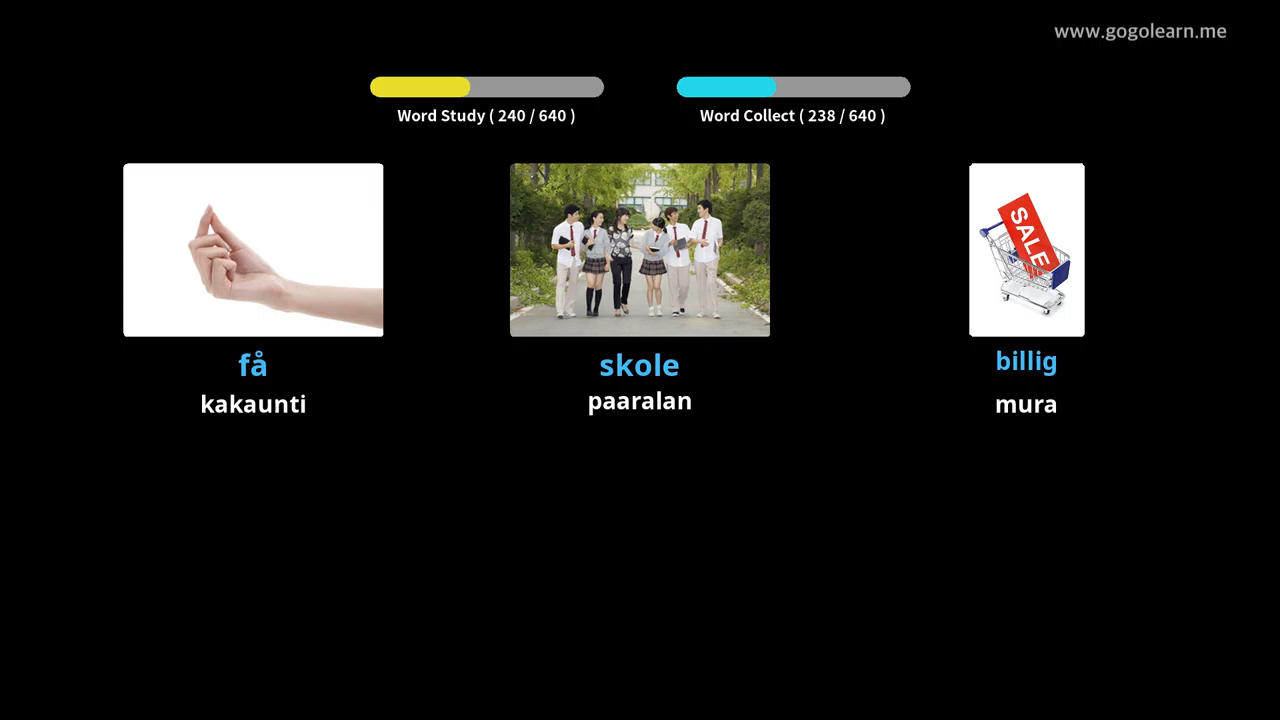 www.gogolearn.me
Word Study ( 240 / 640 )
Word Collect ( 238 / 640 )
SALE
få
skole
billig
kakaunti
paaralan
mura